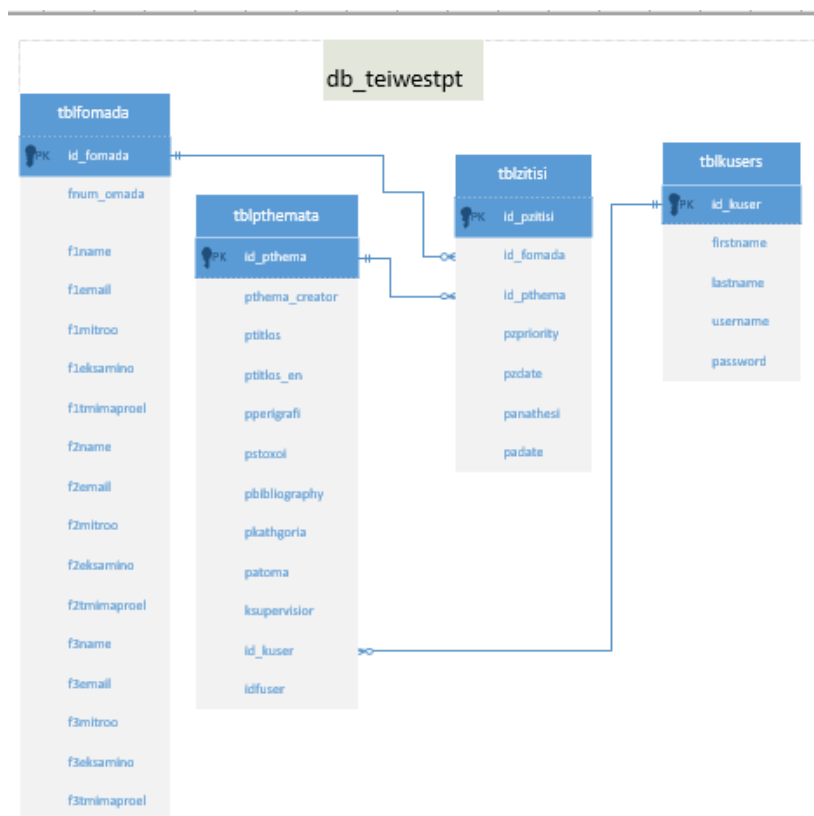 db_teiwestpt
tblfomada
PK id_fomada
fnum_omada
f1name
f1email
f1mitroo
f1eksamino
f1tmimaproel
f2name
f2email
f2mitroo
f2eksamino
f2tmimaproel
f3name
f3email
f3mitroo
f3eksamino
f3tmimaproel
tblpthemata
PK id_pthema
pthema_creator
ptitlos
ptitlos_en
pperigrafi
pstoxoi
pbibliography
pkathgoria
patoma
ksupervisior
id_kuser
idfuser
tblzitisi
PK id_pzitisi
id_fomada
id_pthema
pzpriority
pzdate
panathesi
padate
tblkusers
PK id_kuser
firstname
lastname
username
password